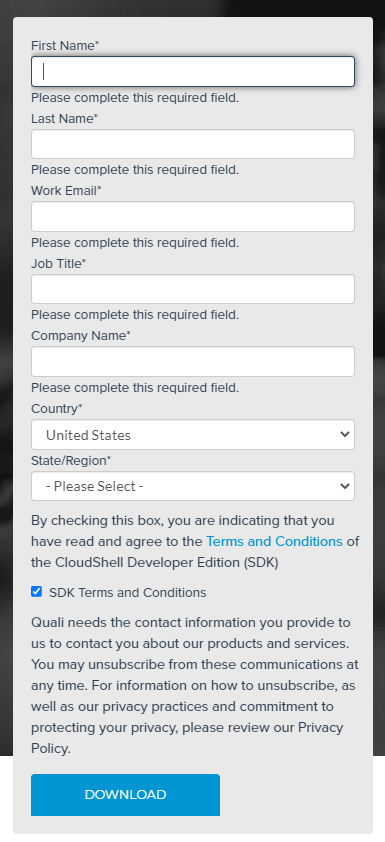 First Name*
Please complete this required field.
Last Name*
Please complete this required field.
Work Email*
Please complete this required field.
Job Title*
Please complete this required field.
Company Name*
Please complete this required field.
Country*
United States
State/Region*
- Please Select -
By checking this box, you are indicating that you
have read and agree to the Terms and Conditions of
the CloudShell Developer Edition (SDK)
SDK Terms and Conditions
Quali needs the contact information you provide to
us to contact you about our products and services.
You may unsubscribe from these communications at
any time. For information on how to unsubscribe, as
well as our privacy practices and commitment to
protecting your privacy, please review our Privacy
Policy.
DOWNLOAD